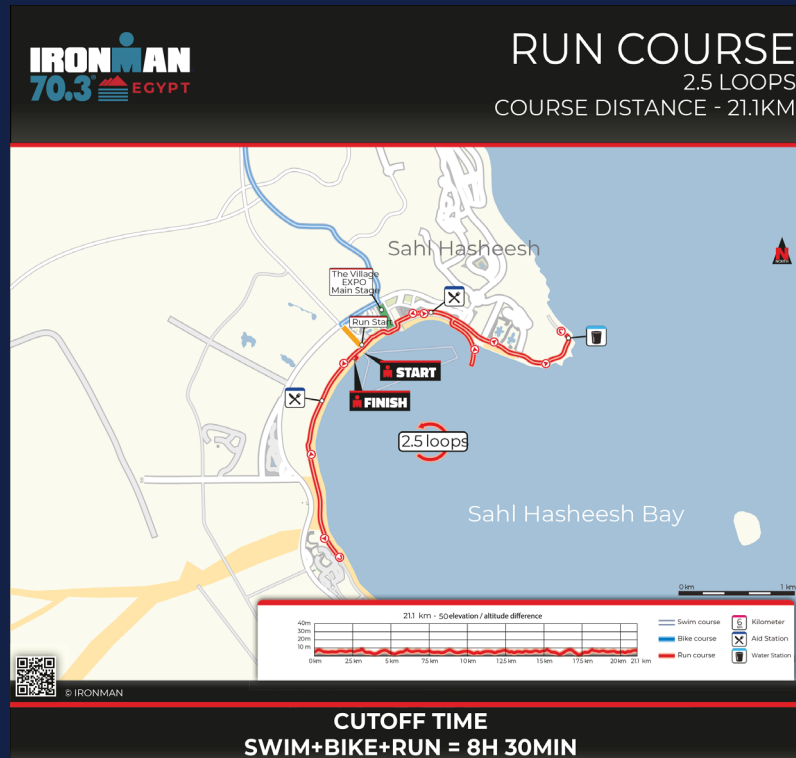 IRONMAN
70.3 EGYPT
RUN COURSE
2.5 LOOPS
COURSE DISTANCE - 21.1KM
Sahl Hasheesh
The Village
EXPO
Main Stage
Run Start
START
FINISH
2.5 loops
Sahl Hasheesh Bay
N
NORTH
0 km 1 km
21.1 km - 50 elevation / altitude difference
40m
30m
20m
10 m
0km 2.5 km 5 km 7.5 km 10 km 12.5 km 15 km 17.5 km 20 km 21.1 km
Swim course
Bike course
Run course
6 Kilometer
Aid Station
Water Station
© IRONMAN
CUTOFF TIME
SWIM+BIKE+RUN = 8H 30MIN